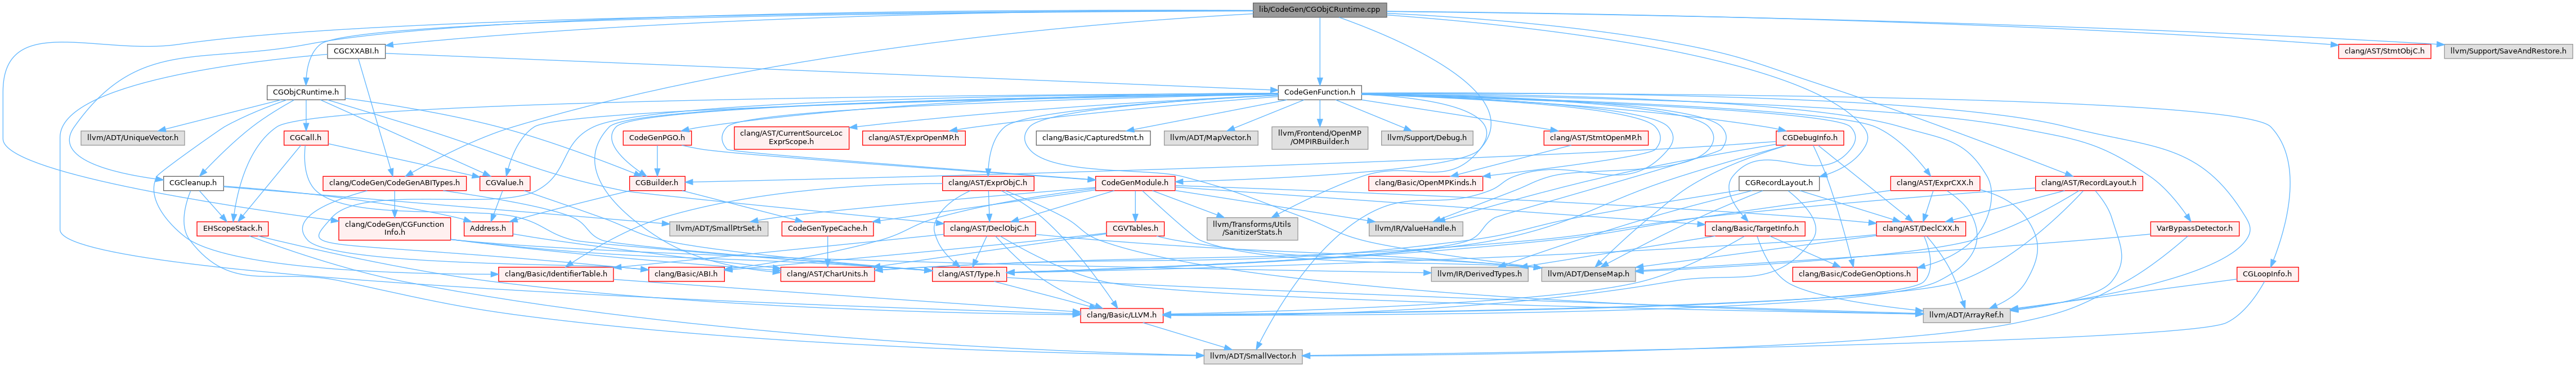 lib/CodeGen/CGObjCRuntime.cpp
CGCXXABI.h
clang/AST/StmtObjC.h
llvm/Support/SaveAndRestore.h
CGObjCRuntime.h
CodeGenFunction.h
llvm/ADT/UniqueVector.h
CGCall.h
CodeGenPGO.h
clang/AST/CurrentSourceLoc
ExprScope.h
clang/AST/ExprOpenMP.h
clang/Basic/CapturedStmt.h
llvm/ADT/MapVector.h
llvm/Frontend/OpenMP
/OMPIRBuilder.h
llvm/Support/Debug.h
clang/AST/StmtOpenMP.h
CGDebugInfo.h
CGCleanup.h
clang/CodeGen/CodeGenABITypes.h
CGValue.h
CGBuilder.h
clang/AST/ExprObjC.h
CodeGenModule.h
clang/Basic/OpenMPKinds.h
CGRecordLayout.h
clang/AST/ExprCXX.h
clang/AST/RecordLayout.h
EHScopeStack.h
clang/CodeGen/CGFunction
Info.h
Address.h
llvm/ADT/SmallPtrSet.h
CodeGenTypeCache.h
clang/AST/DeclObjC.h
CGVTables.h
llvm/Transforms/Utils
/SanitizerStats.h
llvm/IR/ValueHandle.h
clang/Basic/TargetInfo.h
clang/AST/DeclCXX.h
VarBypassDetector.h
clang/Basic/IdentifierTable.h
clang/Basic/ABI.h
clang/AST/CharUnits.h
clang/AST/Type.h
llvm/IR/DerivedTypes.h
llvm/ADT/DenseMap.h
clang/Basic/CodeGenOptions.h
CGLoopInfo.h
clang/Basic/LLVM.h
llvm/ADT/ArrayRef.h
llvm/ADT/SmallVector.h